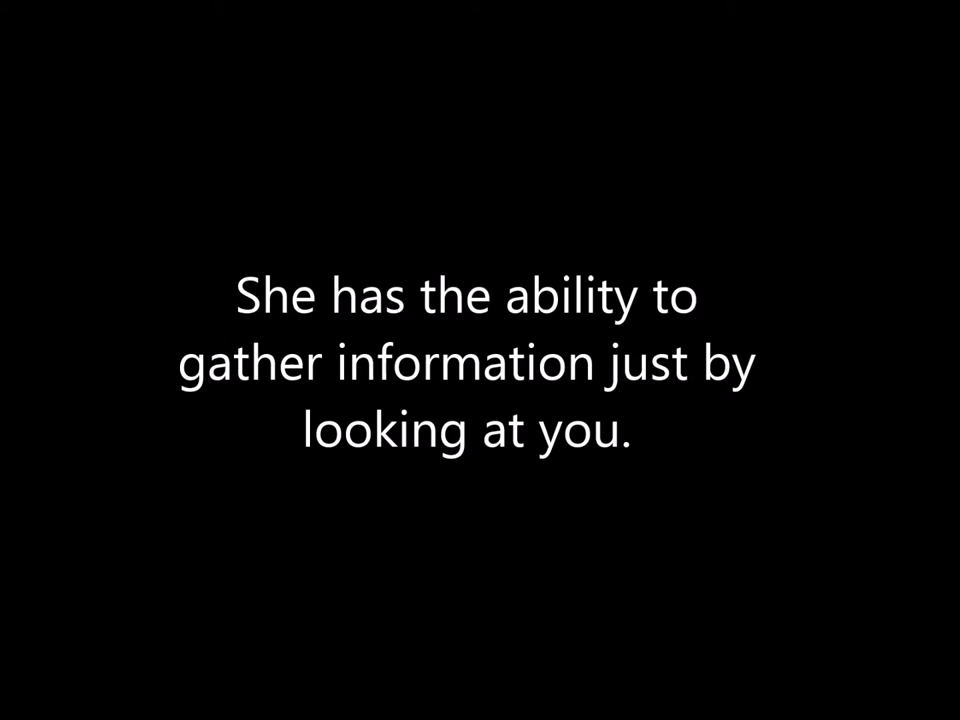 She has the ability to
gather information just by
looking at you.